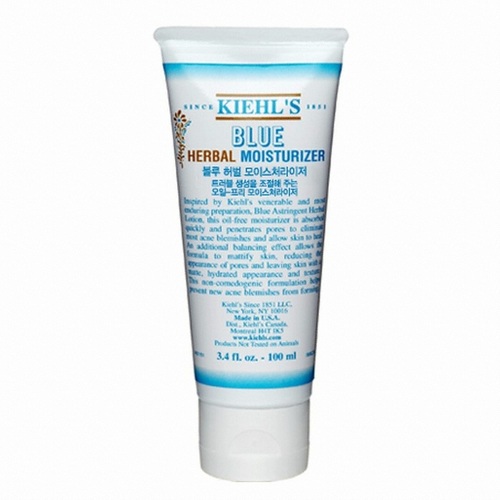 SINCE KIEHL'S 1851
BLUE
HERBAL MOISTURIZER
블루 허벌 모이스처라이저
트러블 생성을 조절해 주는
오일-프리 모이스처라이저
Inspired by Kiehl's venerable and most
enduring preparation, Blue Astringent Herbal
Lotion, this oil-free moisturizer is absorbed
quickly and penetrates pores to eliminate
most acne blemishes and allow skin to heal.
An additional balancing effect allows the
formula to mattify skin, reducing the
appearance of pores and leaving skin with a
matte, hydrated appearance and texture.
This non-comedogenic formulation helps
prevent new acne blemishes from forming.
Kiehl's Since 1851 LLC,
New York, NY 10016
Made in U.S.A.
Dist., Kiehl's Canada,
Montreal H4T 1K5
www.kiehls.com
Products Not Tested on Animals
3.4 fl. oz. - 100 ml